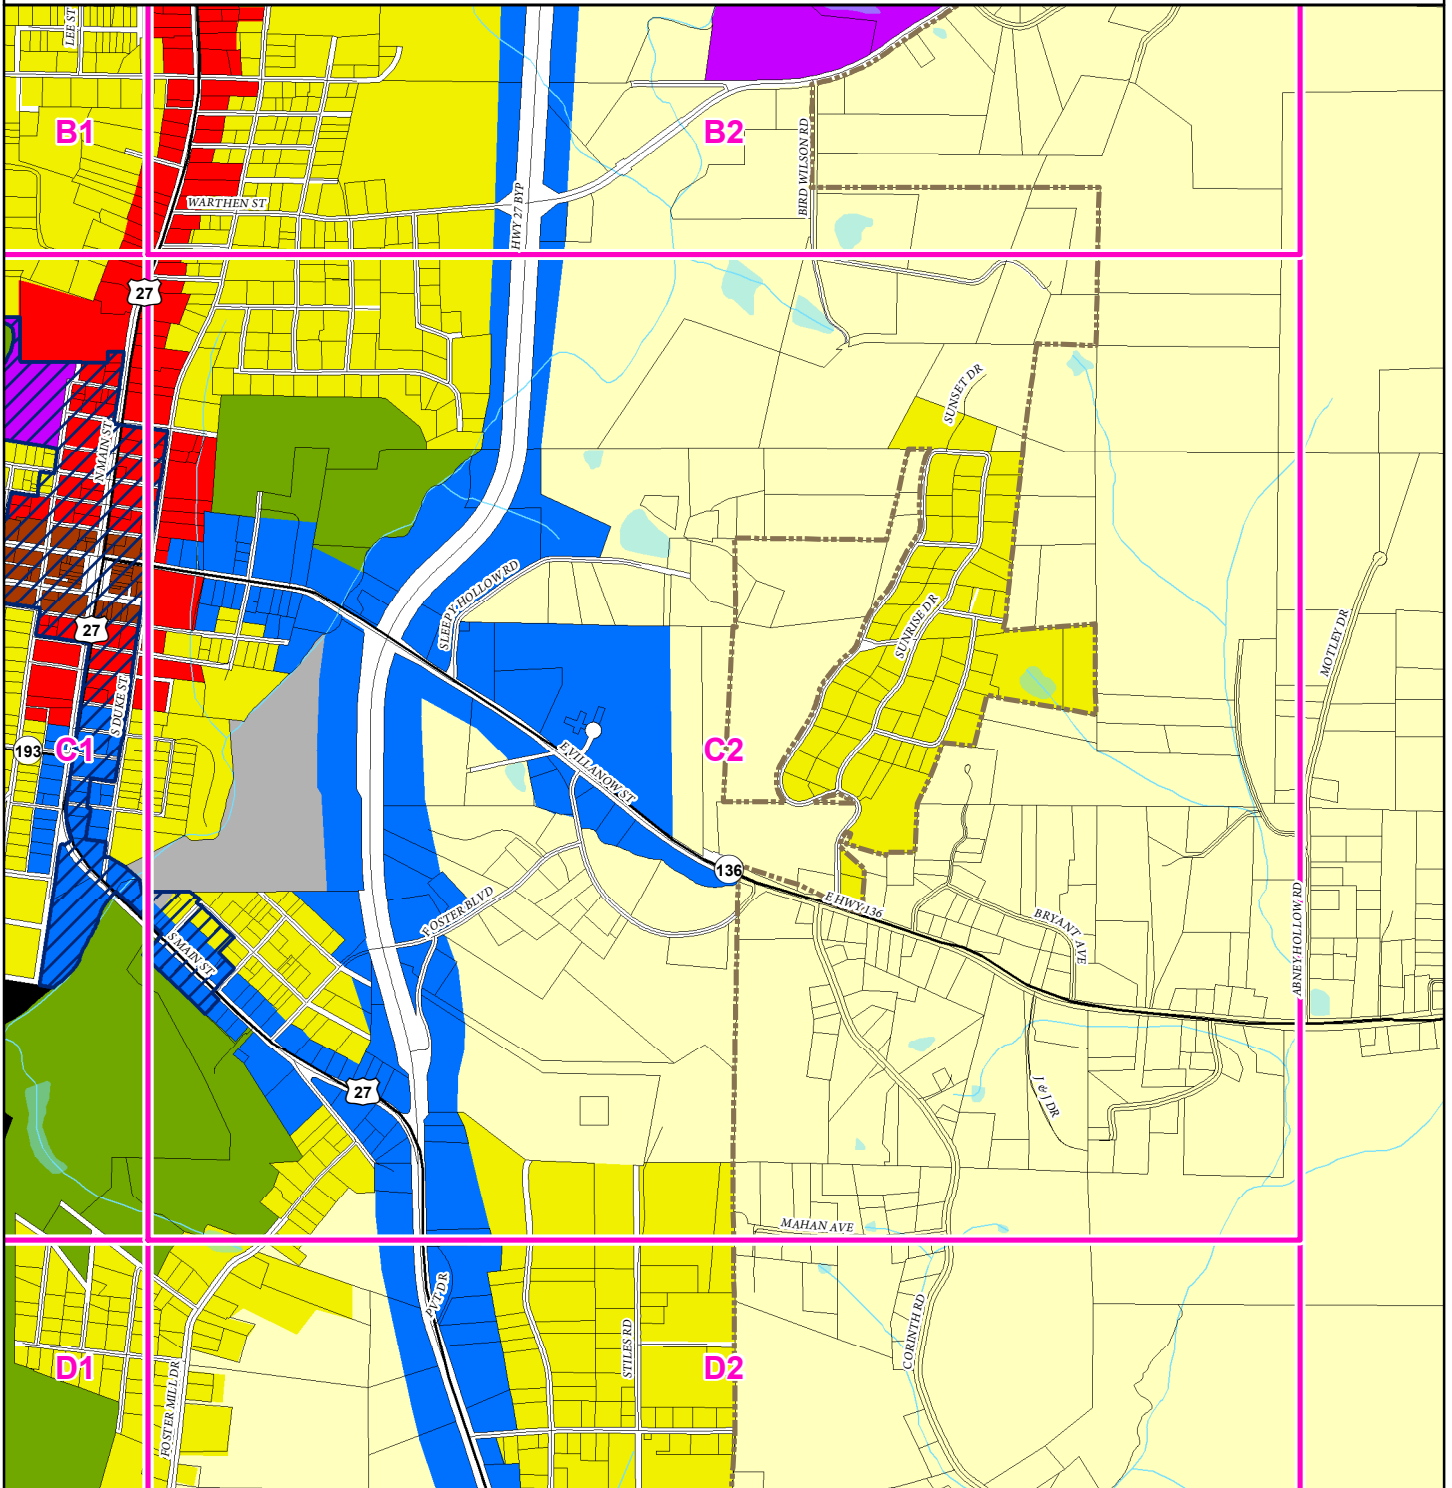 LEE ST
B1
B2
BIRD WILSON RD
WARTHEN ST
HWY 27 BYP
27
SUNSET DR
N MAIN ST
SLEEPY HOLLOW RD
SUNRISE DR
27
MOTLEY DR
S DUKE ST
193
C1
C2
E VILLANOW ST
136
E HWY 136
FOSTER BLVD
BRYANT AVE
ABNEY HOLLOW RD
S MAIN ST
27
J & J DR
MAHAN AVE
PVT DR
CORINTH RD
STILES RD
D1
D2
FOSTER MILL DR